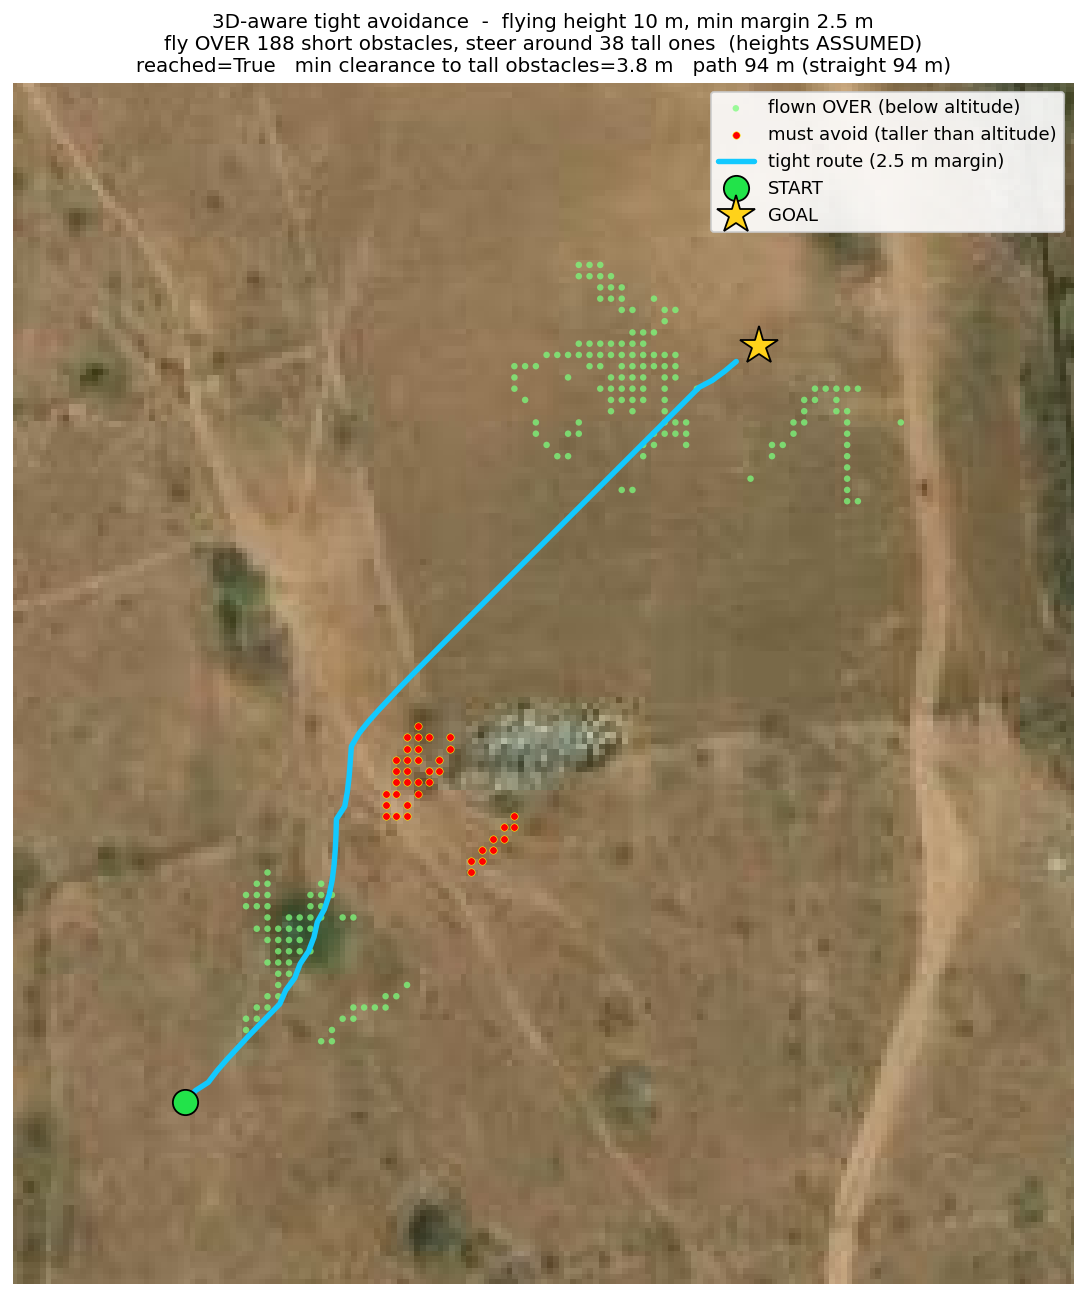 3D-aware tight avoidance  -  flying height 10 m, min margin 2.5 m
fly OVER 188 short obstacles, steer around 38 tall ones  (heights ASSUMED)
reached=True   min clearance to tall obstacles=3.8 m   path 94 m (straight 94 m)
flown OVER (below altitude)
must avoid (taller than altitude)
tight route (2.5 m margin)
START
GOAL